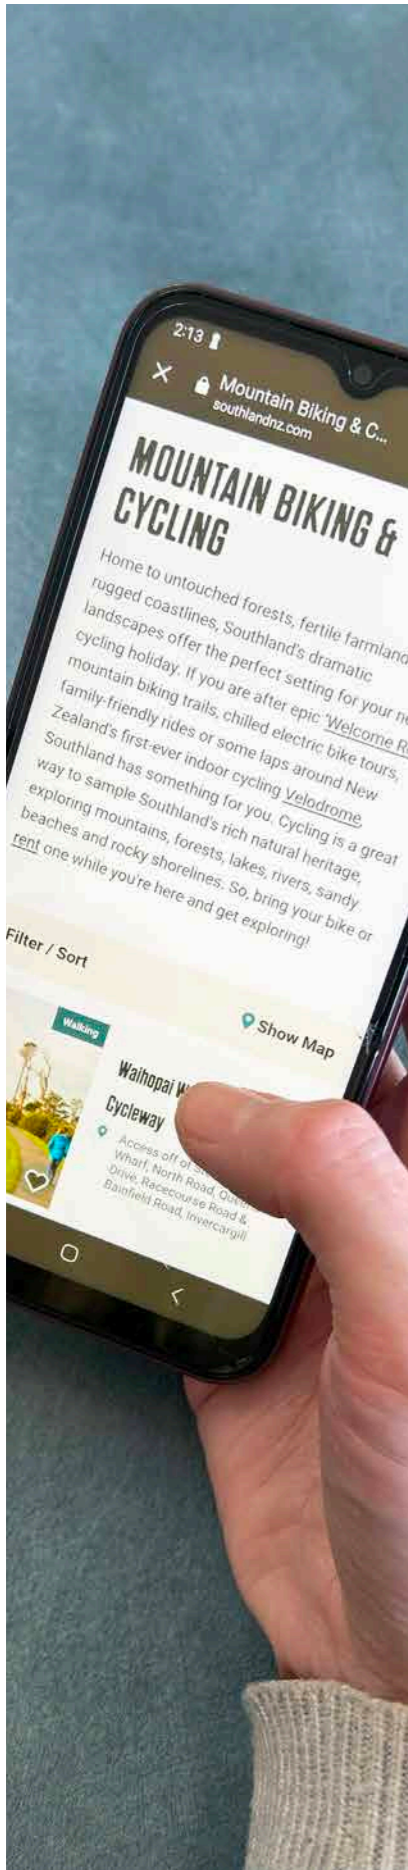 2:13
Mountain Biking & C...
southlandnz.com
MOUNTAIN BIKING &
CYCLING
Home to untouched forests, fertile farmland
rugged coastlines, Southland's dramatic
landscapes offer the perfect setting for your
cycling holiday. If you are after epic Welcome
mountain biking trails, chilled electric bike tours,
family-friendly rides or some laps around New
Zealand's first-ever indoor cycling Velodrome,
Southland has something for you. Cycling is a great
way to sample Southland's rich natural heritage,
exploring mountains, forests, lakes, rivers, sandy
beaches and rocky shorelines. So, bring your bike or
rent one while you're here and get exploring!
Filter / Sort
Show Map
Walking
Waihopai
Cycleway
Access off of
Wharf, North Road,
Drive, Racecourse Road &
Bainfield Road, Invercargill